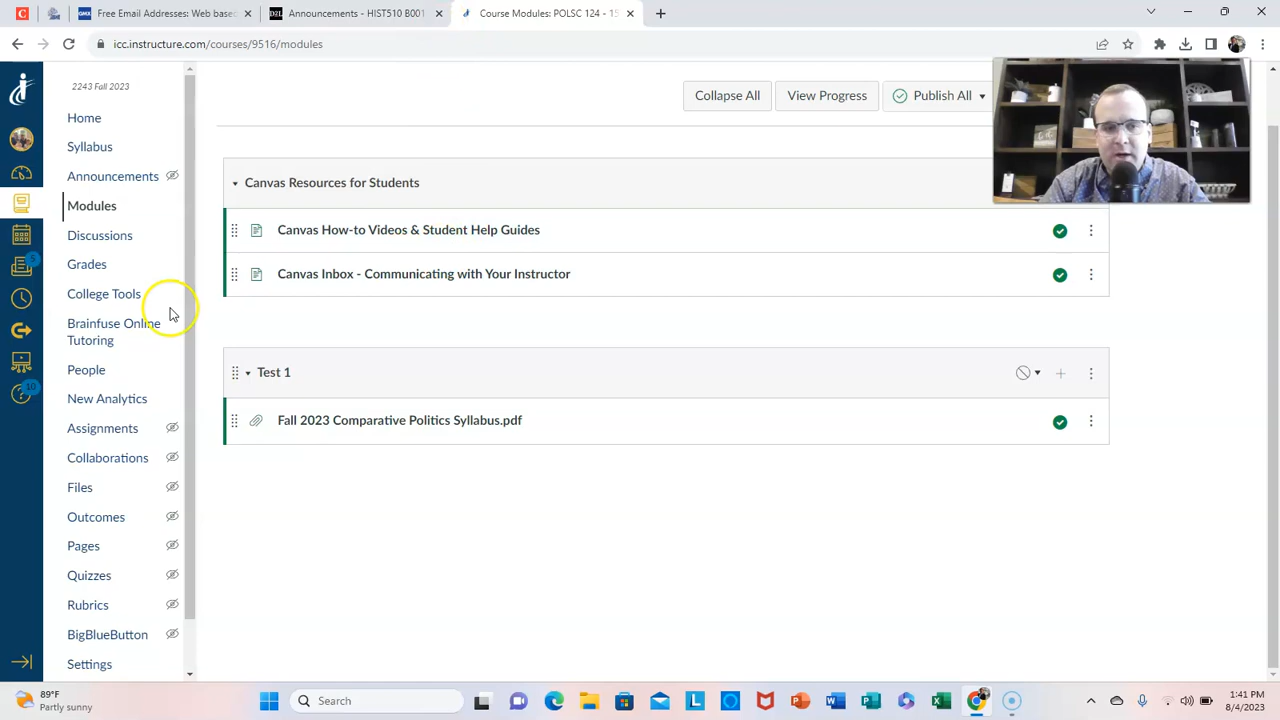 Free Email Addresses: Web based
Announcements - HIST510 B001
Course Modules: POLSC 124 - 15
icc.instructure.com/courses/9516/modules
2243 Fall 2023
Home
Syllabus
Announcements
Modules
Discussions
Grades
College Tools
Brainfuse Online
Tutoring
People
New Analytics
Assignments
Collaborations
Files
Outcomes
Pages
Quizzes
Rubrics
BigBlueButton
Settings
5
10
Collapse All
View Progress
Publish All
Canvas Resources for Students
Canvas How-to Videos & Student Help Guides
Canvas Inbox - Communicating with Your Instructor
Test 1
Fall 2023 Comparative Politics Syllabus.pdf
89°F
Partly sunny
Search
1:41 PM
8/4/2023